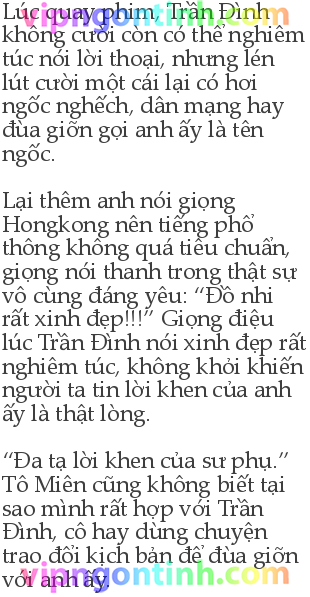 vipngontinh.com
Lúc quay phim, Trần Đình
không cười còn có thể nghiêm
túc nói lời thoại, nhưng lén
lút cười một cái lại có hơi
ngốc nghếch, dân mạng hay
đùa giỡn gọi anh ấy là tên
ngốc.
Lại thêm anh nói giọng
Hongkong nên tiếng phổ
thông không quá tiêu chuẩn,
giọng nói thanh trong thật sự
vô cùng đáng yêu: “Đồ nhi
rất xinh đẹp!!!” Giọng điệu
lúc Trần Đình nói xinh đẹp rất
nghiêm túc, không khỏi khiến
người ta tin lời khen của anh
ấy là thật lòng.
“Đa tạ lời khen của sư phụ.”
Tô Miên cũng không biết tại
sao mình rất hợp với Trần
Đình, cô hay dùng chuyện
trao đổi kịch bản để đùa giỡn
với anh ấy.
vipngontinh.com